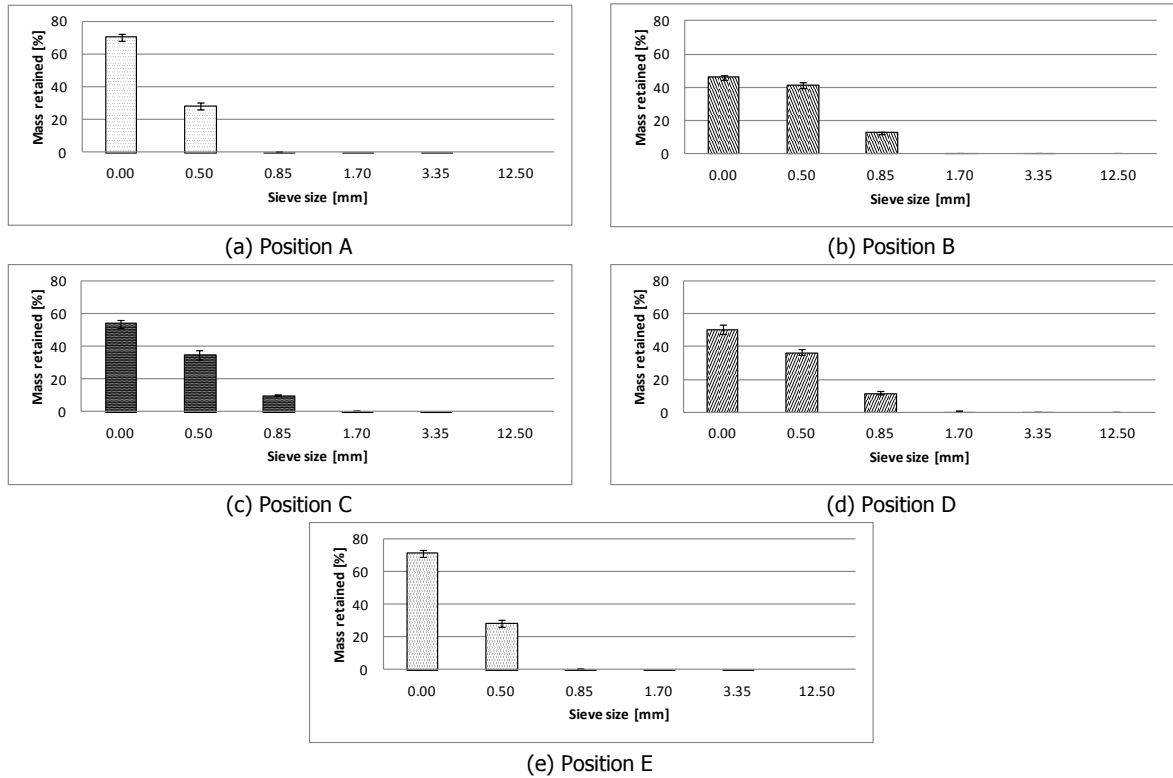 80
60
40
20
0
Mass retained [%]
0.00 0.50 0.85 1.70 3.35 12.50
Sieve size [mm]
(a) Position A
80
60
40
20
0
Mass retained [%]
0.00 0.50 0.85 1.70 3.35 12.50
Sieve size [mm]
(b) Position B
80
60
40
20
0
Mass retained [%]
0.00 0.50 0.85 1.70 3.35 12.50
Sieve size [mm]
(c) Position C
80
60
40
20
0
Mass retained [%]
0.00 0.50 0.85 1.70 3.35 12.50
Sieve size [mm]
(d) Position D
80
60
40
20
0
Mass retained [%]
0.00 0.50 0.85 1.70 3.35 12.50
Sieve size [mm]
(e) Position E